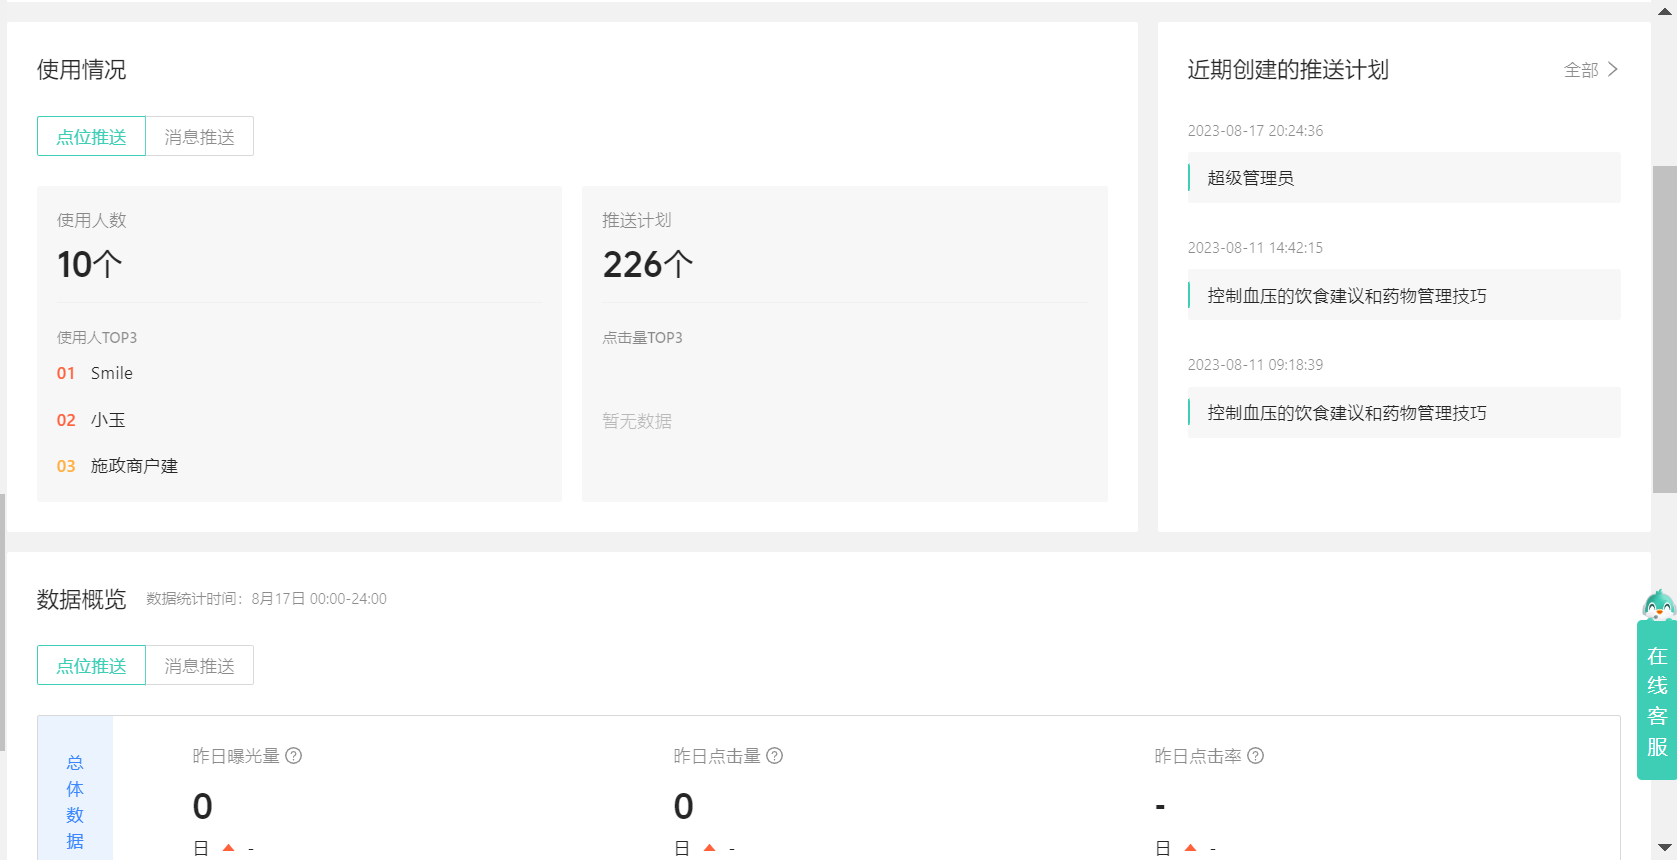 使用情况
点位推送
消息推送
使用人数
10个
使用人TOP3
01 Smile
02 小玉
03 施政商户建
推送计划
226个
点击量TOP3
暂无数据
近期创建的推送计划
全部
2023-08-17 20:24:36
超级管理员
2023-08-11 14:42:15
控制血压的饮食建议和药物管理技巧
2023-08-11 09:18:39
控制血压的饮食建议和药物管理技巧
数据概览
数据统计时间：8月17日 00:00-24:00
点位推送
消息推送
总体数据
昨日曝光量
0
日 -
昨日点击量
0
日 -
昨日点击率
-
日 -
在线客服